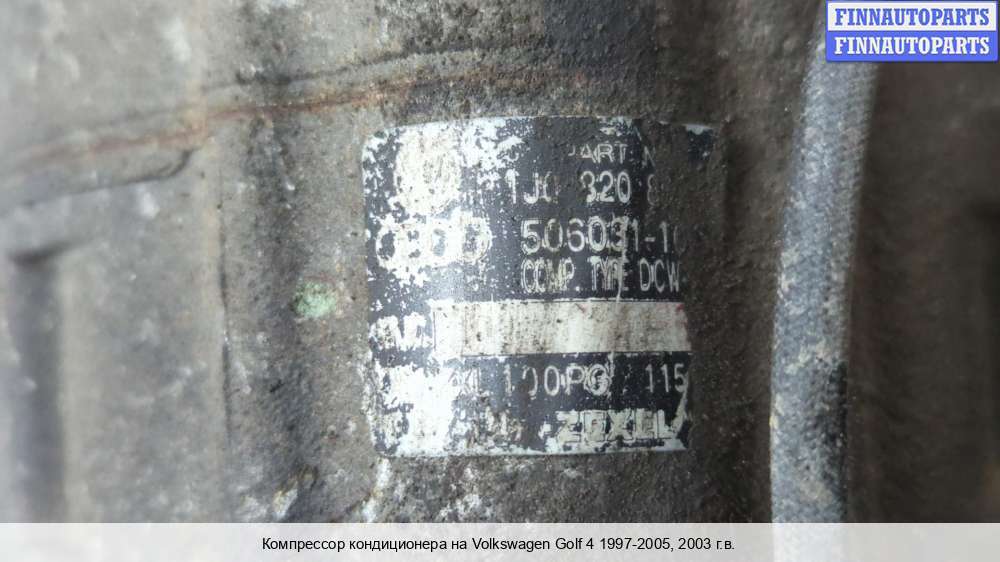 FINNAUTOPARTS
FINNAUTOPARTS
PART N
1J0 820 8
506031-1
COMP. TYPE DCW
100PG 115
ZEXEL
Компрессор кондиционера на Volkswagen Golf 4 1997-2005, 2003 г.в.